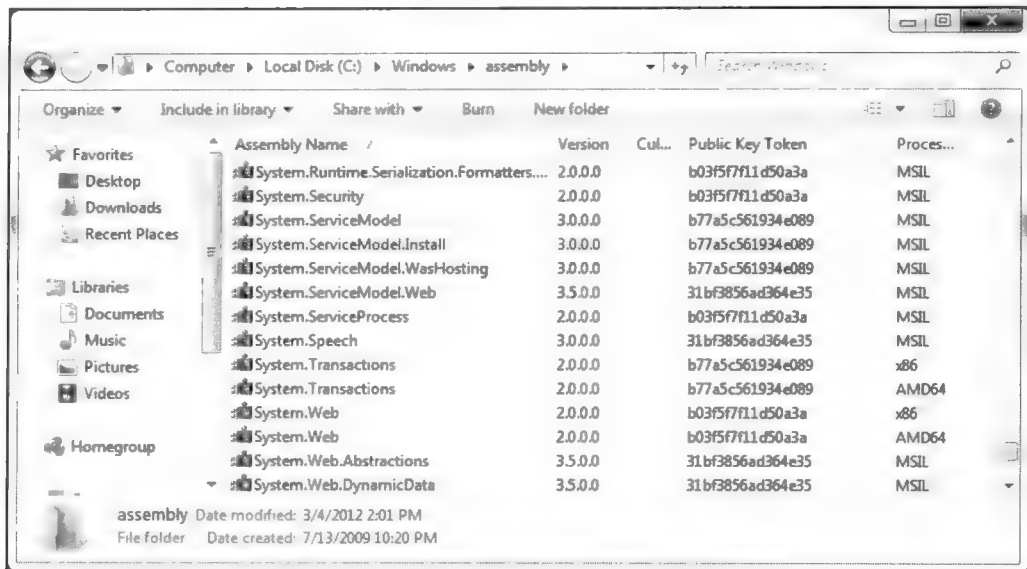 Computer ▸ Local Disk (C:) ▸ Windows ▸ assembly ▸ Search Windows
Organize ▾ Include in library ▾ Share with ▾ Burn New folder
Favorites
Desktop
Downloads
Recent Places
Libraries
Documents
Music
Pictures
Videos
Homegroup
Assembly Name Version Cul... Public Key Token Proces...
System.Runtime.Serialization.Formatters.... 2.0.0.0 b03f5f7f11d50a3a MSIL
System.Security 2.0.0.0 b03f5f7f11d50a3a MSIL
System.ServiceModel 3.0.0.0 b77a5c561934e089 MSIL
System.ServiceModel.Install 3.0.0.0 b77a5c561934e089 MSIL
System.ServiceModel.WasHosting 3.0.0.0 b77a5c561934e089 MSIL
System.ServiceModel.Web 3.5.0.0 31bf3856ad364e35 MSIL
System.ServiceProcess 2.0.0.0 b03f5f7f11d50a3a MSIL
System.Speech 3.0.0.0 31bf3856ad364e35 MSIL
System.Transactions 2.0.0.0 b77a5c561934e089 x86
System.Transactions 2.0.0.0 b77a5c561934e089 AMD64
System.Web 2.0.0.0 b03f5f7f11d50a3a x86
System.Web 2.0.0.0 b03f5f7f11d50a3a AMD64
System.Web.Abstractions 3.5.0.0 31bf3856ad364e35 MSIL
System.Web.DynamicData 3.5.0.0 31bf3856ad364e35 MSIL
assembly Date modified: 3/4/2012 2:01 PM
File folder Date created: 7/13/2009 10:20 PM